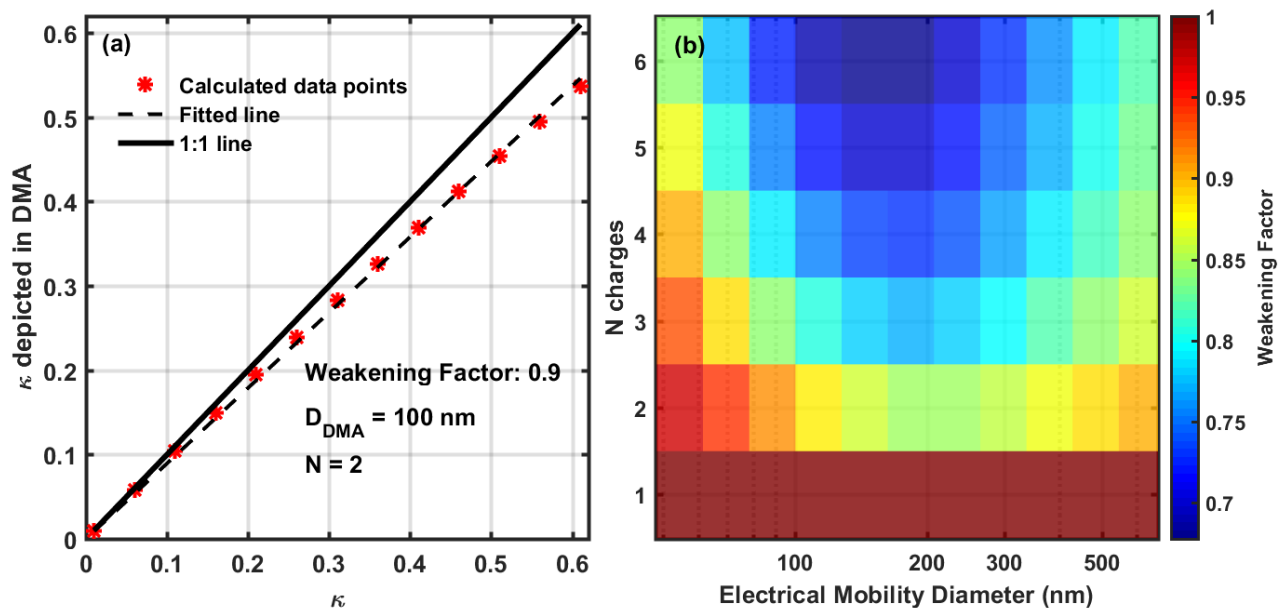 (a)
Calculated data points
Fitted line
1:1 line
Weakening Factor: 0.9
D_DMA = 100 nm
N = 2
κ depicted in DMA
0.6
0.5
0.4
0.3
0.2
0.1
0
0 0.1 0.2 0.3 0.4 0.5 0.6
κ
(b)
N charges
6
5
4
3
2
1
100 200 300 500
Electrical Mobility Diameter (nm)
1
0.95
0.9
0.85
0.8
0.75
0.7
Weakening Factor